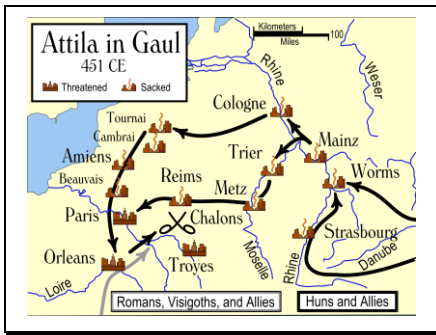 Attila in Gaul
451 CE
Threatened Sacked
Kilometers
Miles 100
Rhine
Weser
Cologne
Tournai
Cambrai
Mainz
Amiens
Trier
Beauvais
Reims
Metz
Worms
Paris
Chalons
Strasbourg
Orleans
Troyes
Loire
Moselle
Rhine
Danube
Romans, Visigoths, and Allies
Huns and Allies